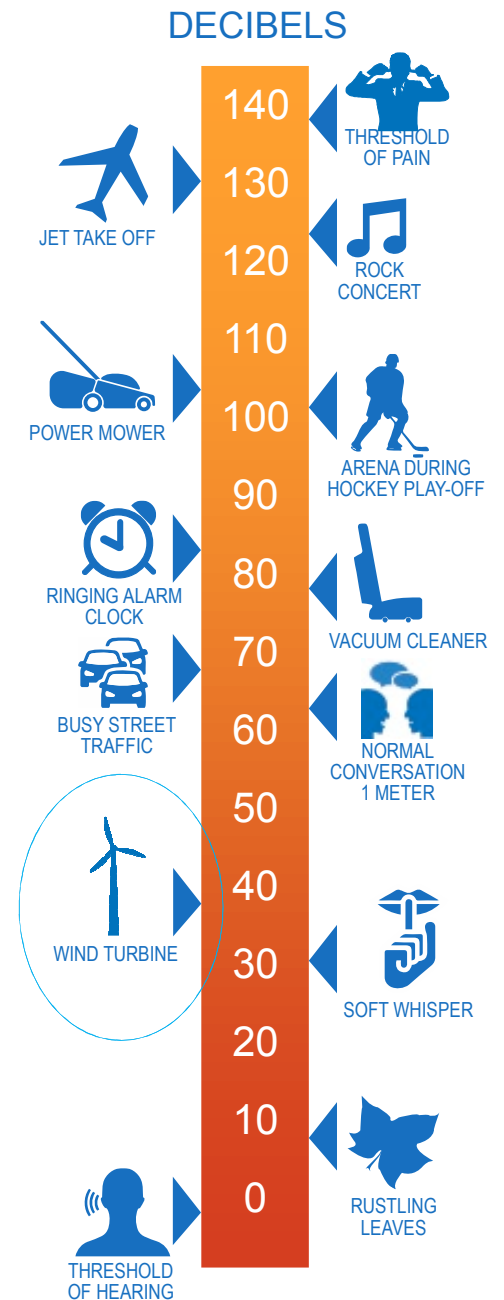 DECIBELS
140
THRESHOLD
OF PAIN
130
JET TAKE OFF
120
ROCK
CONCERT
110
100
POWER MOWER
ARENA DURING
HOCKEY PLAY-OFF
90
80
RINGING ALARM
CLOCK
VACUUM CLEANER
70
BUSY STREET
TRAFFIC
60
NORMAL
CONVERSATION
1 METER
50
40
WIND TURBINE
30
SOFT WHISPER
20
10
RUSTLING
LEAVES
0
THRESHOLD
OF HEARING